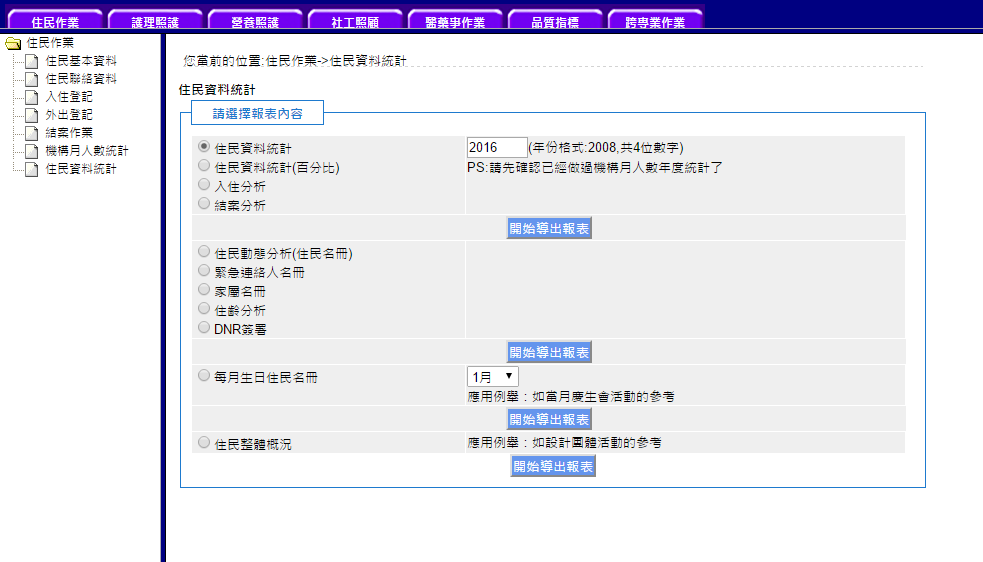 住民作業 護理照護 營養照護 社工照顧 醫藥事作業 品質指標 跨專業作業
住民作業
住民基本資料
住民聯絡資料
入住登記
外出登記
結案作業
機構月人數統計
住民資料統計
您當前的位置:住民作業->住民資料統計
住民資料統計
請選擇報表內容
住民資料統計 2016 (年份格式:2008,共4位數字)
住民資料統計(百分比) PS:請先確認已經做過機構月人數年度統計了
入住分析
結案分析
開始導出報表
住民動態分析(住民名冊)
緊急連絡人名冊
家屬名冊
住齡分析
DNR簽署
開始導出報表
每月生日住民名冊 1月
應用例舉：如當月慶生會活動的參考
開始導出報表
住民整體概況 應用例舉：如設計團體活動的參考
開始導出報表